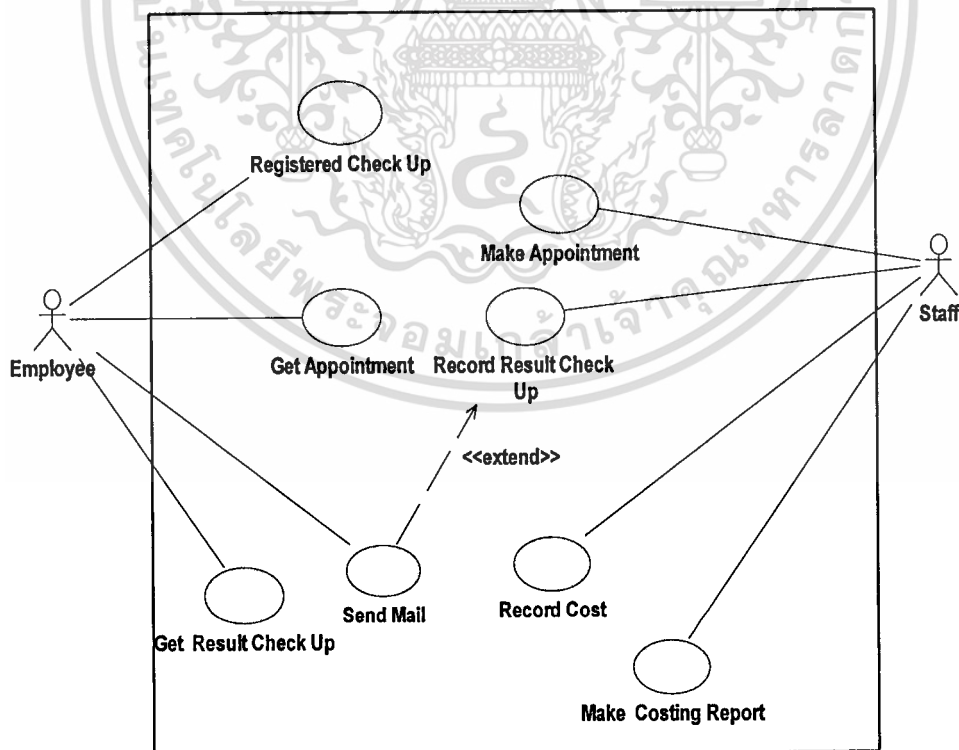 Registered Check Up
Make Appointment
Staff
Employee
Get Appointment
Record Result Check
Up
<<extend>>
Send Mail
Record Cost
Get Result Check Up
Make Costing Report